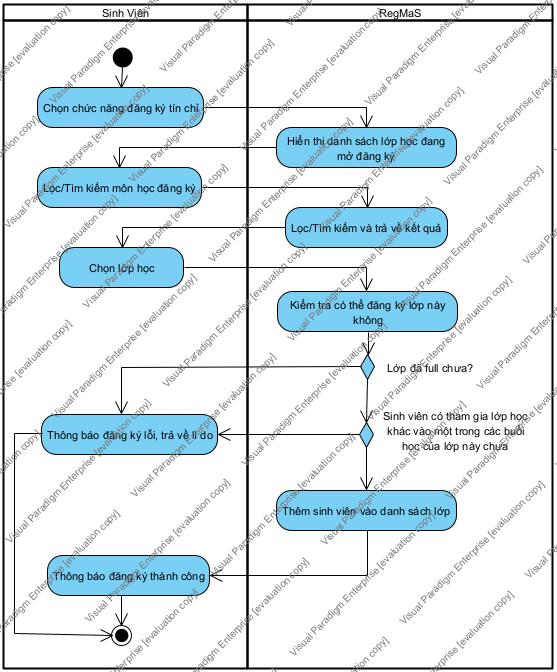 Sinh Viên
RegMaS
Chọn chức năng đăng ký tín chỉ
Hiển thị danh sách lớp học đang
mở đăng ký
Lọc/Tìm kiếm môn học đăng ký
Lọc/Tìm kiếm và trả về kết quả
Chọn lớp học
Kiểm tra có thể đăng ký lớp này
không
Lớp đã full chưa?
Sinh viên có tham gia lớp học
khác vào một trong các buổi
học của lớp này chưa
Thông báo đăng ký lỗi, trả về lí do
Thêm sinh viên vào danh sách lớp
Thông báo đăng ký thành công
Visual Paradigm Enterprise [evaluation copy]